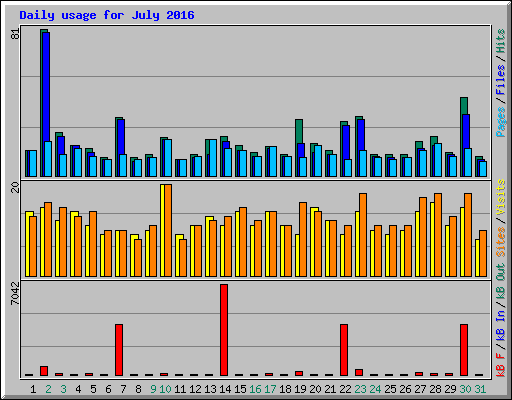 Daily usage for July 2016
81
Pages / Files / Hits
20
Sites / Visits
7042
kB F / kB In / kB Out
1 2 3 4 5 6 7 8 9 10 11 12 13 14 15 16 17 18 19 20 21 22 23 24 25 26 27 28 29 30 31